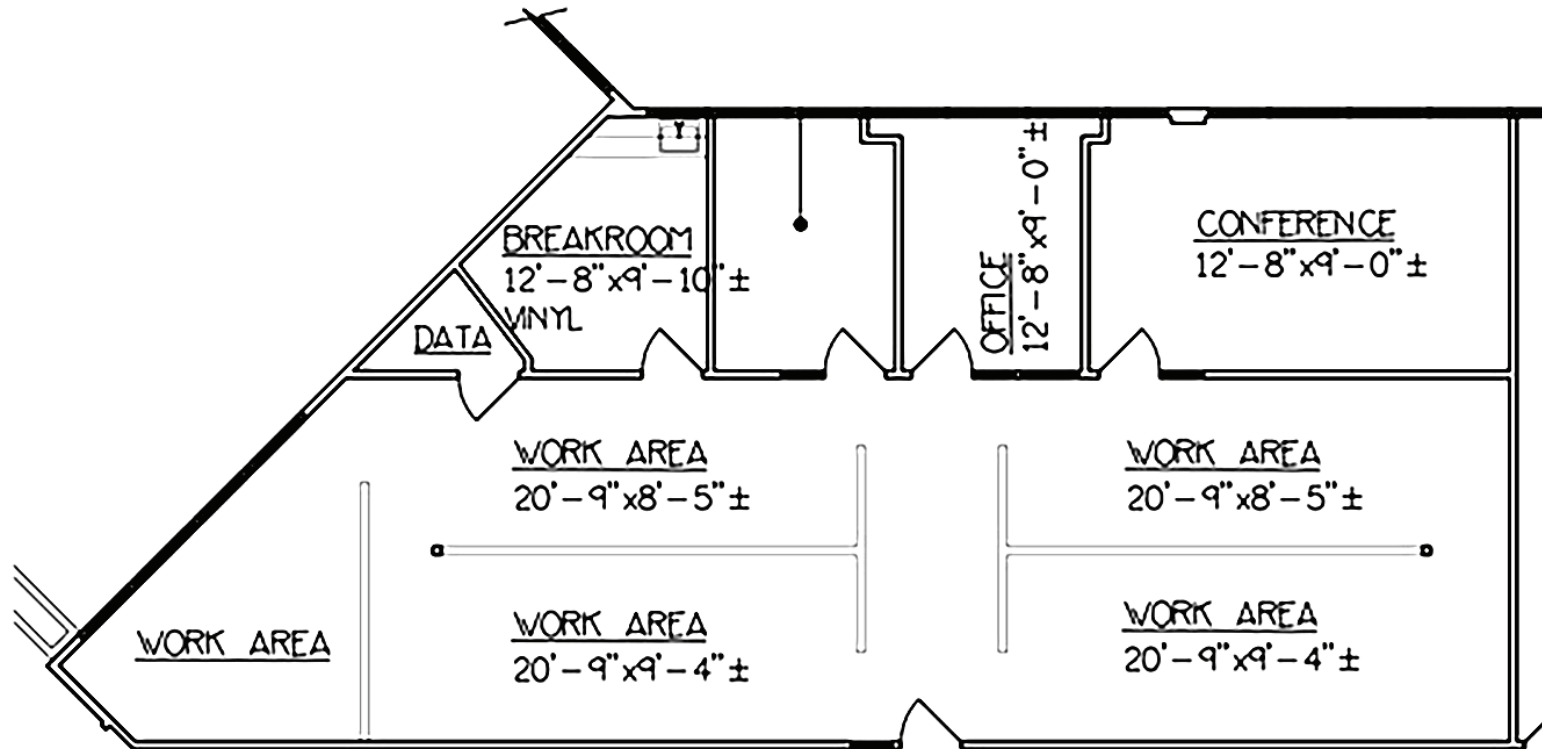 BREAKROOM
12'-8"x9'-10"±
VINYL
DATA
OFFICE
12'-8"x9'-0"±
CONFERENCE
12'-8"x9'-0"±
WORK AREA
20'-9"x8'-5"±
WORK AREA
20'-9"x8'-5"±
WORK AREA
WORK AREA
20'-9"x9'-4"±
WORK AREA
20'-9"x9'-4"±